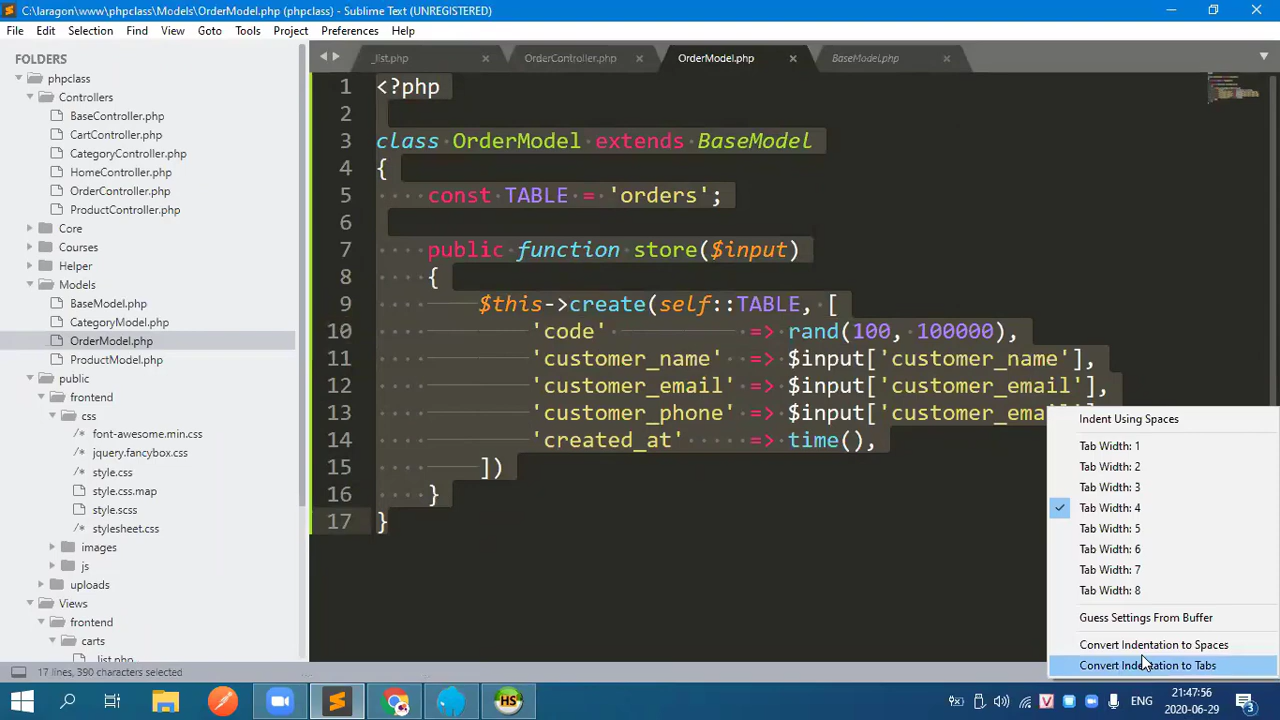 C:\laragon\www\phpclass\Models\OrderModel.php (phpclass) - Sublime Text (UNREGISTERED)
File Edit Selection Find View Goto Tools Project Preferences Help
FOLDERS
phpclass
Controllers
BaseController.php
CartController.php
CategoryController.php
HomeController.php
OrderController.php
ProductController.php
Core
Courses
Helper
Models
BaseModel.php
CategoryModel.php
OrderModel.php
ProductModel.php
public
frontend
css
font-awesome.min.css
jquery.fancybox.css
style.css
style.css.map
style.scss
stylesheet.css
images
js
uploads
Views
frontend
carts
_list.php
_list.php OrderController.php OrderModel.php BaseModel.php
1 <?php
2
3 class OrderModel extends BaseModel
4 {
5 const TABLE = 'orders';
6
7 public function store($input)
8 {
9 $this->create(self::TABLE, [
10 'code' => rand(100, 100000),
11 'customer_name' => $input['customer_name'],
12 'customer_email' => $input['customer_email'],
13 'customer_phone' => $input['customer_ema
14 'created_at' => time(),
15 ])
16 }
17 }
Indent Using Spaces
Tab Width: 1
Tab Width: 2
Tab Width: 3
Tab Width: 4
Tab Width: 5
Tab Width: 6
Tab Width: 7
Tab Width: 8
Guess Settings From Buffer
Convert Indentation to Spaces
Convert Indentation to Tabs
17 lines, 390 characters selected
ENG
21:47:56
2020-06-29
3